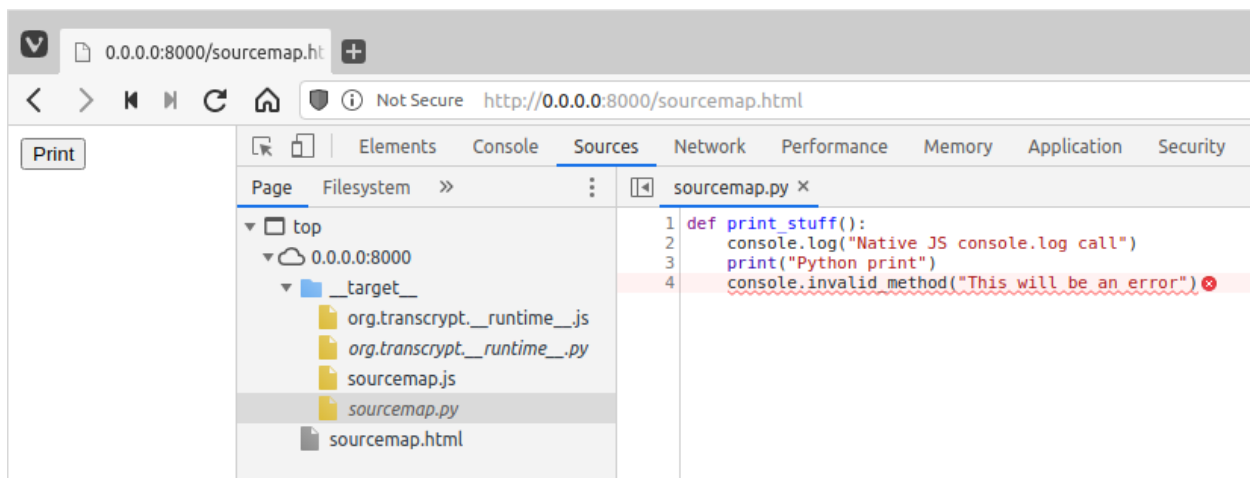 0.0.0.0:8000/sourcemap.ht
Not Secure http://0.0.0.0:8000/sourcemap.html
Print
Elements Console Sources Network Performance Memory Application Security
Page Filesystem » sourcemap.py ×
top
0.0.0.0:8000
__target__
org.transcrypt.__runtime__.js
org.transcrypt.__runtime__.py
sourcemap.js
sourcemap.py
sourcemap.html
1 def print_stuff():
2 console.log("Native JS console.log call")
3 print("Python print")
4 console.invalid_method("This will be an error")